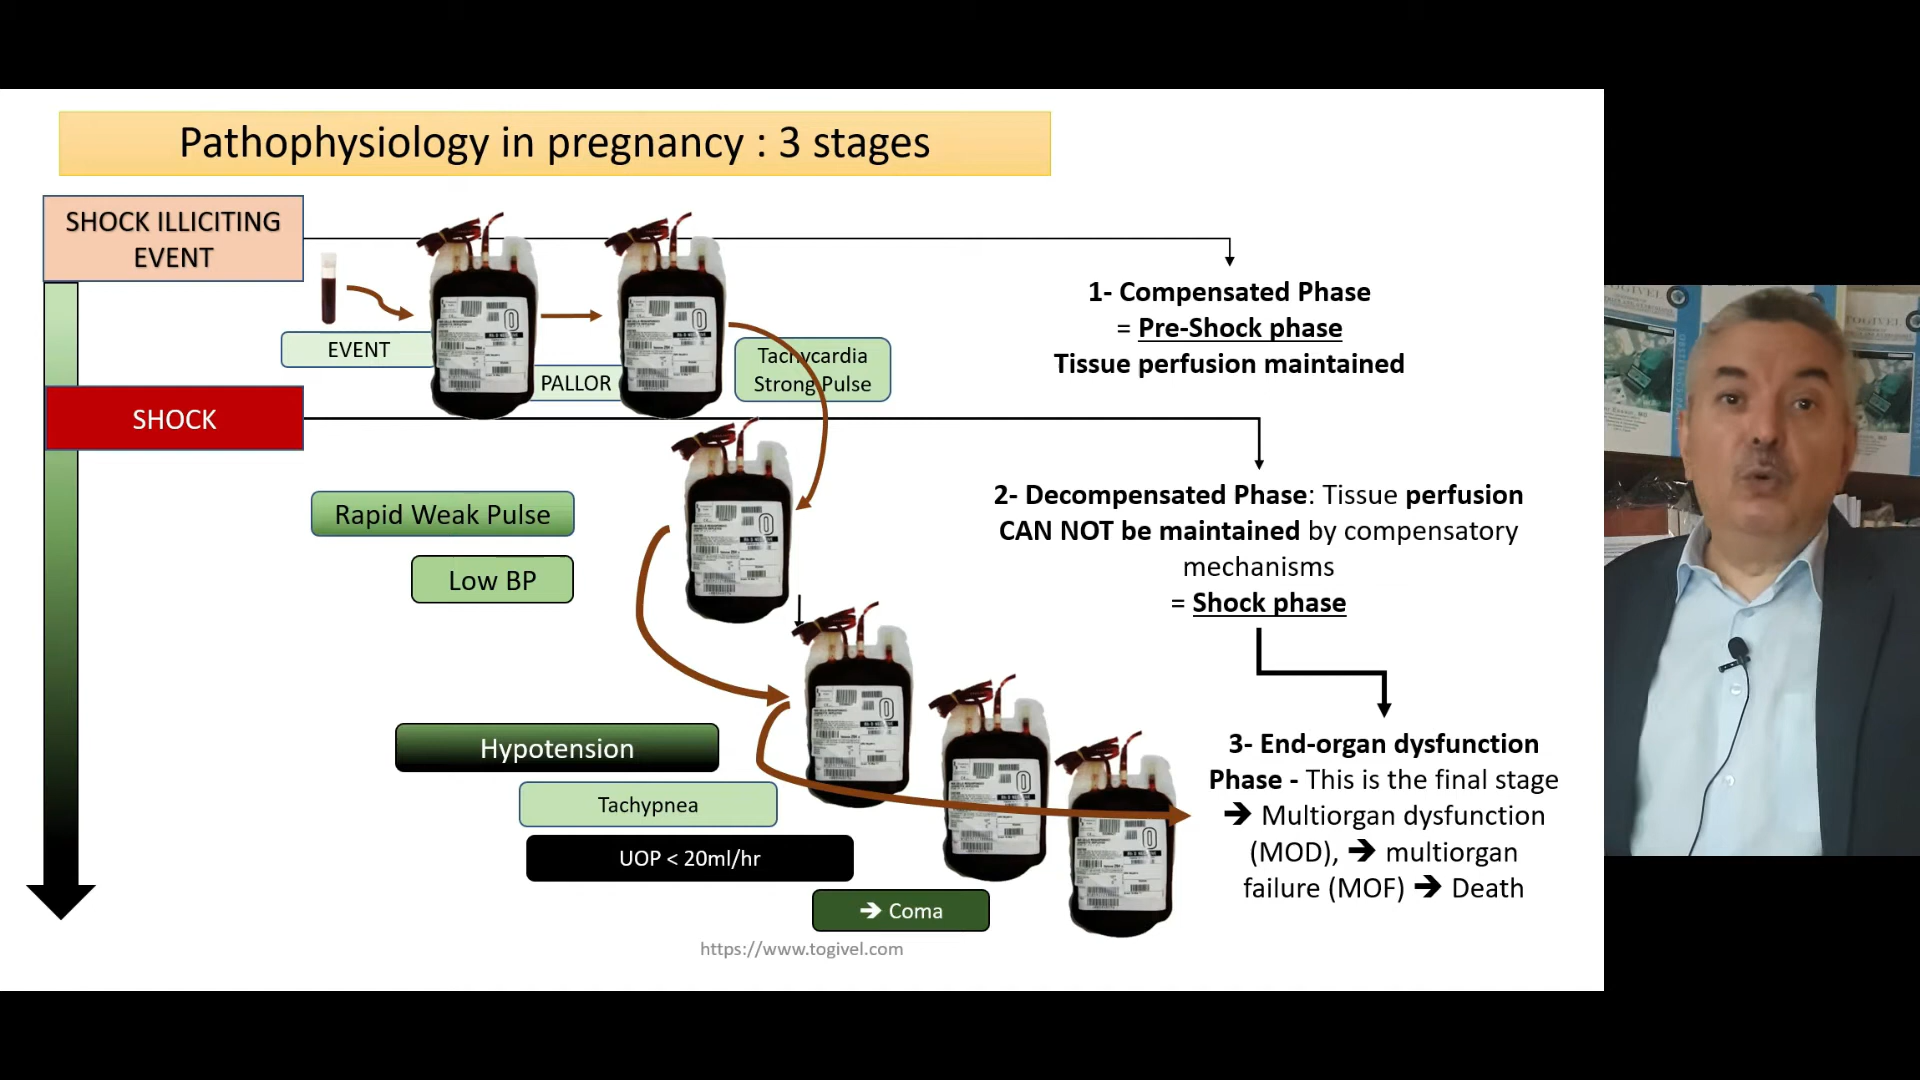 Pathophysiology in pregnancy : 3 stages
SHOCK ILLICITING
EVENT
EVENT
PALLOR
Tachycardia
Strong Pulse
1- Compensated Phase
= Pre-Shock phase
Tissue perfusion maintained
SHOCK
Rapid Weak Pulse
Low BP
2- Decompensated Phase: Tissue perfusion
CAN NOT be maintained by compensatory
mechanisms
= Shock phase
Hypotension
Tachypnea
UOP < 20ml/hr
➔ Coma
3- End-organ dysfunction
Phase - This is the final stage
➔ Multiorgan dysfunction
(MOD), ➔ multiorgan
failure (MOF) ➔ Death
https://www.togivel.com